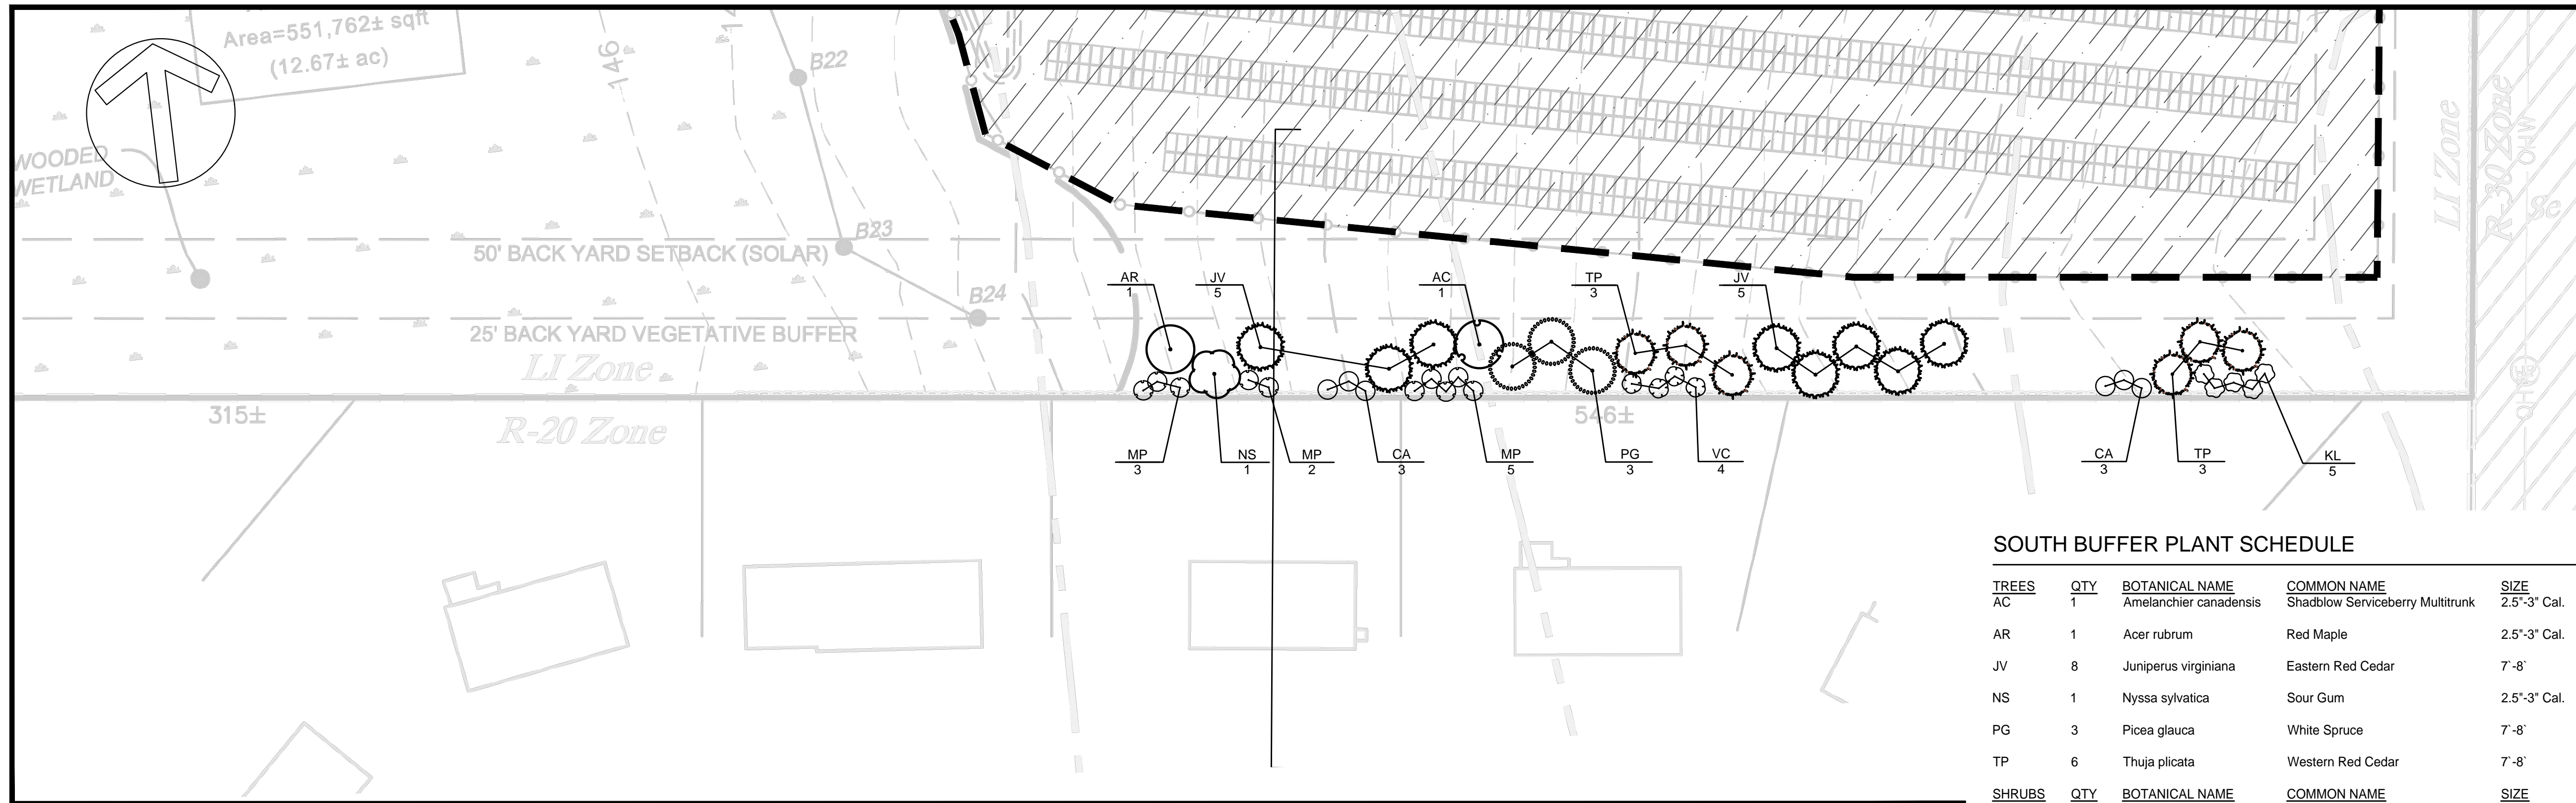 Area=551,762± sqft
(12.67± ac)
146
B22
WOODED
WETLAND
B23
50' BACK YARD SETBACK (SOLAR)
B24
25' BACK YARD VEGETATIVE BUFFER
LI Zone
315±
R-20 Zone
546±
LI Zone
R-30 Zone
OHW
AR
1
JV
5
AC
1
TP
3
JV
5
MP
3
NS
1
MP
2
CA
3
MP
5
PG
3
VC
4
CA
3
TP
3
KL
5
SOUTH BUFFER PLANT SCHEDULE
TREES QTY BOTANICAL NAME COMMON NAME SIZE
AC 1 Amelanchier canadensis Shadblow Serviceberry Multitrunk 2.5"-3" Cal.
AR 1 Acer rubrum Red Maple 2.5"-3" Cal.
JV 8 Juniperus virginiana Eastern Red Cedar 7`-8`
NS 1 Nyssa sylvatica Sour Gum 2.5"-3" Cal.
PG 3 Picea glauca White Spruce 7`-8`
TP 6 Thuja plicata Western Red Cedar 7`-8`
SHRUBS QTY BOTANICAL NAME COMMON NAME SIZE